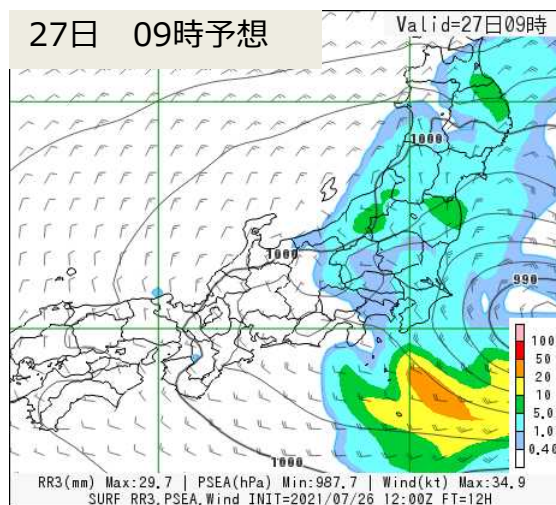 27日　09時予想
Valid=27日09時
1000
1000
990
100
50
20
10
5.0
1.0
0.40
1000
RR3(mm) Max:29.7 | PSEA(hPa) Min:987.7 | Wind(kt) Max:34.9
SURF RR3.PSEA.Wind INIT=2021/07/26 12:00Z FT=12H